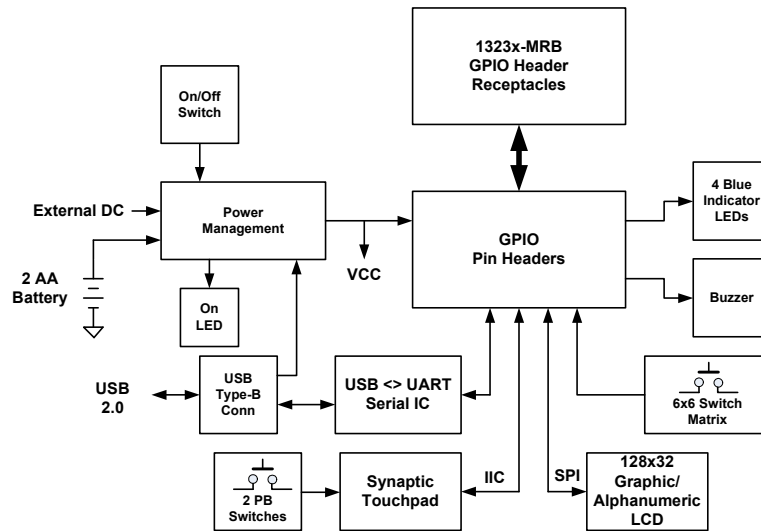 1323x-MRB
GPIO Header
Receptacles
On/Off
Switch
External DC
Power
Management
GPIO
Pin Headers
4 Blue
Indicator
LEDs
VCC
2 AA
Battery
On
LED
Buzzer
USB
2.0
USB
Type-B
Conn
USB <> UART
Serial IC
6x6 Switch
Matrix
2 PB
Switches
Synaptic
Touchpad
IIC
SPI
128x32
Graphic/
Alphanumeric
LCD